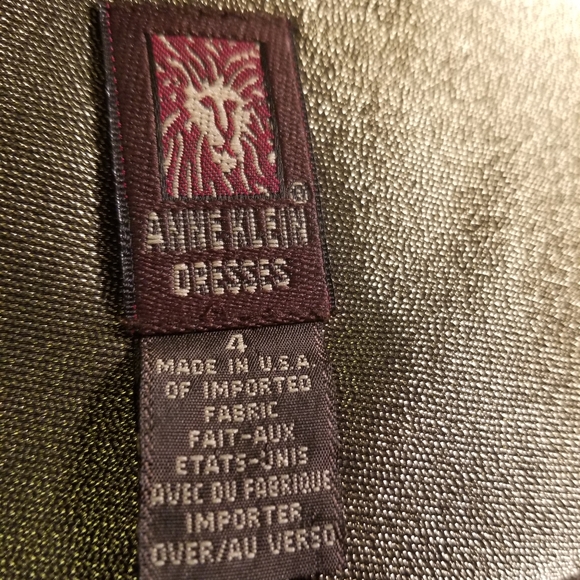 ®
ANNE KLEIN
DRESSES
4
MADE IN U.S.A.
OF IMPORTED
FABRIC
FAIT-AUX
ETATS-UNIS
AVEC DU FABRIQUE
IMPORTER
OVER/AU VERSO